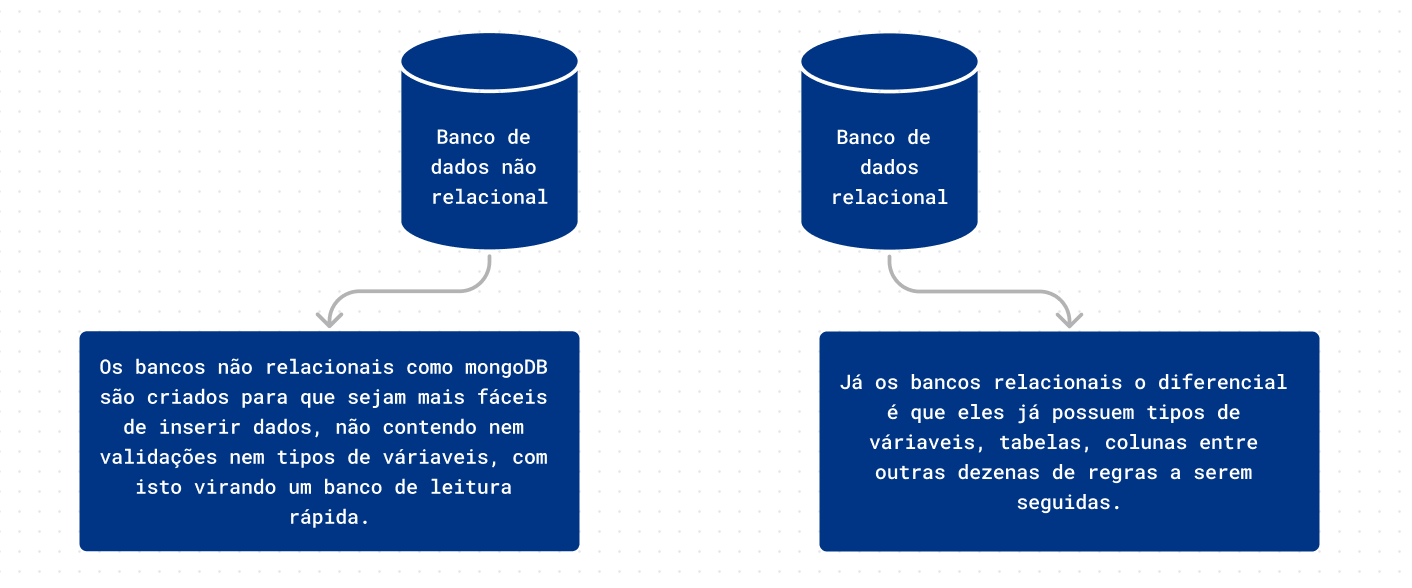 Banco de
dados não
relacional
Banco de
dados
relacional
Os bancos não relacionais como mongoDB
são criados para que sejam mais fáceis
de inserir dados, não contendo nem
validações nem tipos de váriaveis, com
isto virando um banco de leitura
rápida.
Já os bancos relacionais o diferencial
é que eles já possuem tipos de
váriaveis, tabelas, colunas entre
outras dezenas de regras a serem
seguidas.